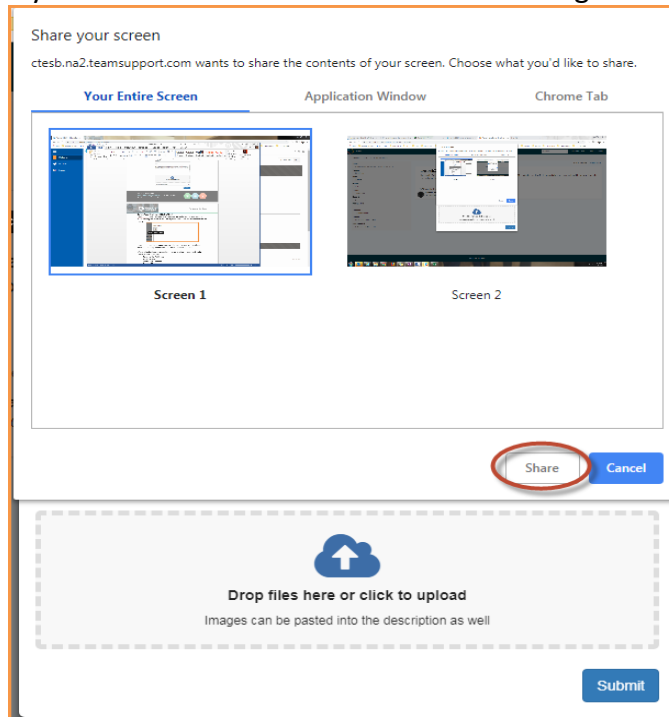 Share your screen
ctesb.na2.teamsupport.com wants to share the contents of your screen. Choose what you'd like to share.
Your Entire Screen Application Window Chrome Tab
Screen 1 Screen 2
Share Cancel
Drop files here or click to upload
Images can be pasted into the description as well
Submit